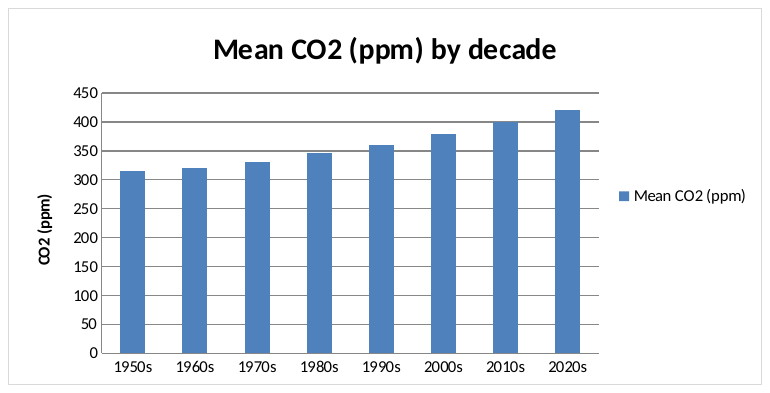 Mean CO2 (ppm) by decade
450
400
350
300
250
200
150
100
50
0
CO2 (ppm)
1950s 1960s 1970s 1980s 1990s 2000s 2010s 2020s
Mean CO2 (ppm)